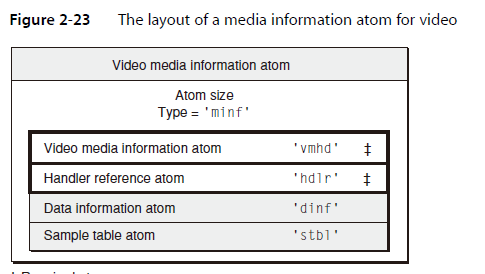 Figure 2-23 The layout of a media information atom for video
Video media information atom
Atom size
Type = 'minf'
Video media information atom 'vmhd' ‡
Handler reference atom 'hdlr' ‡
Data information atom 'dinf'
Sample table atom 'stbl'